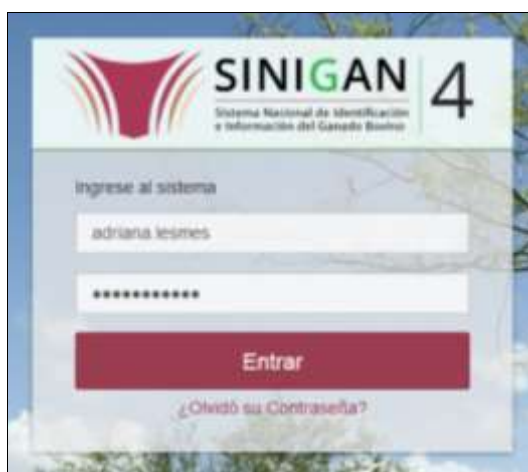 SINIGAN 4
Sistema Nacional de Identificación
e Información del Ganado Bovino
Ingrese al sistema
adriana.lesmes
***********
Entrar
¿Olvidó su Contraseña?